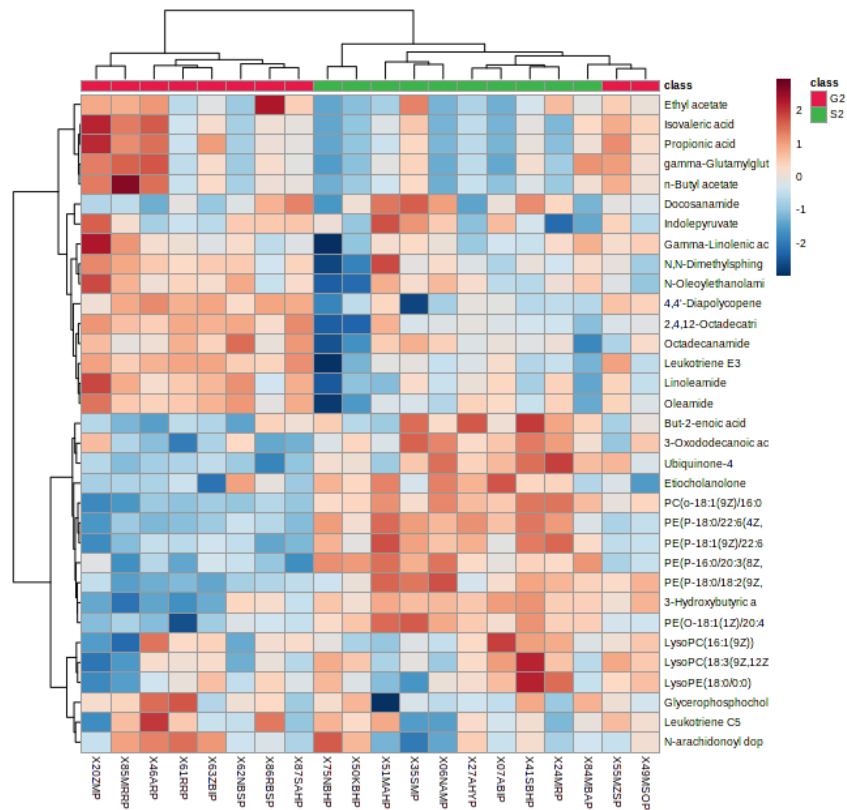 class
Ethyl acetate
Isovaleric acid
Propionic acid
gamma-Glutamylglut
n-Butyl acetate
Docosanamide
Indolepyruvate
Gamma-Linolenic ac
N,N-Dimethylsphing
N-Oleoylethanolami
4,4'-Diapolycopene
2,4,12-Octadecatri
Octadecanamide
Leukotriene E3
Linoleamide
Oleamide
But-2-enoic acid
3-Oxododecanoic ac
Ubiquinone-4
Etiocholanolone
PC(o-18:1(9Z)/16:0
PE(P-18:0/22:6(4Z,
PE(P-18:1(9Z)/22:6
PE(P-16:0/20:3(8Z,
PE(P-18:0/18:2(9Z,
3-Hydroxybutyric a
PE(O-18:1(1Z)/20:4
LysoPC(16:1(9Z))
LysoPC(18:3(9Z,12Z
LysoPE(18:0/0:0)
Glycerophosphochol
Leukotriene C5
N-arachidonoyl dop
class
G2
S2
2
1
0
-1
-2
X20ZMP
X85MRRP
X46ARP
X61RRP
X63ZBIP
X62NBSP
X86RBSP
X87SAHP
X75NBHP
X50KBHP
X51MAHP
X35SMP
X06NAMP
X27AHYP
X07ABIP
X41SBHP
X24MRP
X84MBAP
X55MZSP
X49MSOP